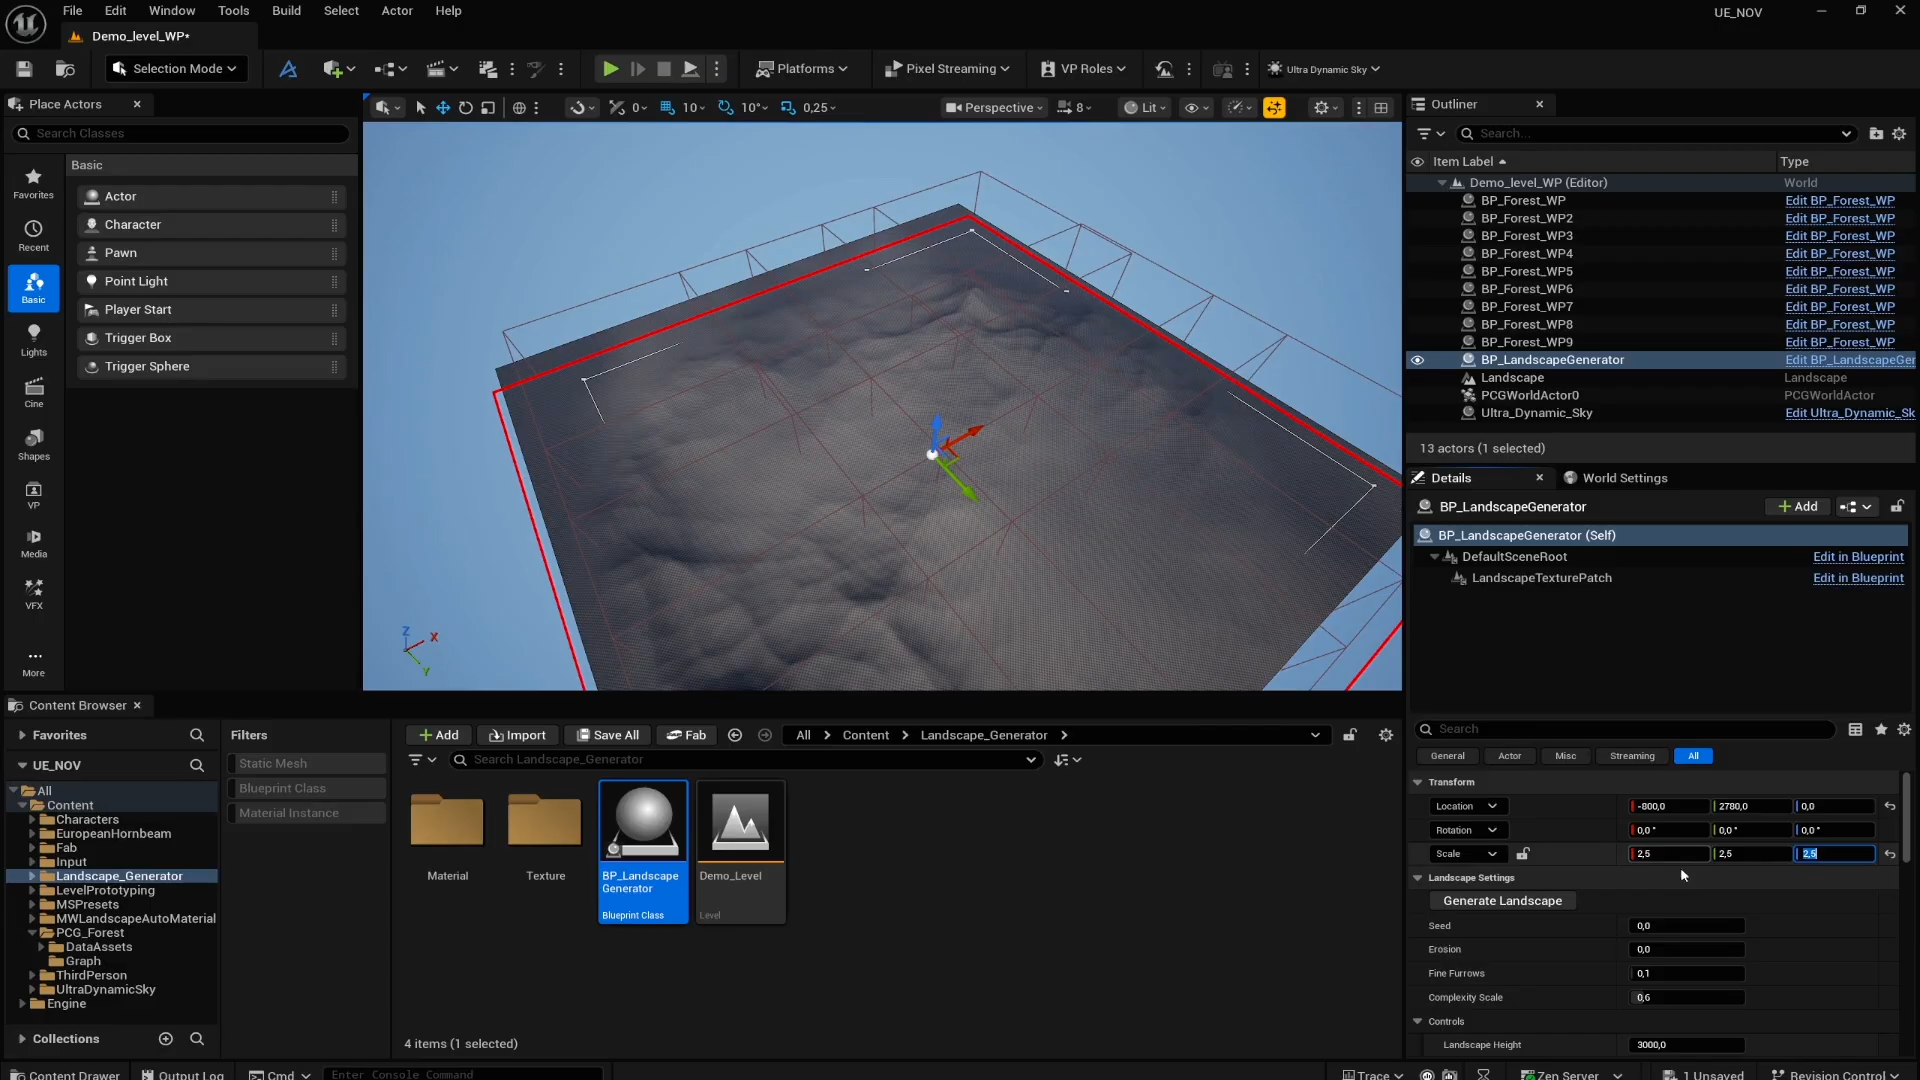 File Edit Window Tools Build Select Actor Help
UE_NOV
Demo_level_WP*
Selection Mode
Platforms
Pixel Streaming
VP Roles
Ultra Dynamic Sky
Place Actors
Search Classes
Favorites
Recent
Basic
Lights
Cine
Shapes
VP
Media
VFX
More
Basic
Actor
Character
Pawn
Point Light
Player Start
Trigger Box
Trigger Sphere
0 10 10° 0,25
Perspective 8 Lit
Z X Y
Outliner
Search...
Item Label Type
Demo_level_WP (Editor) World
BP_Forest_WP Edit BP_Forest_WP
BP_Forest_WP2 Edit BP_Forest_WP
BP_Forest_WP3 Edit BP_Forest_WP
BP_Forest_WP4 Edit BP_Forest_WP
BP_Forest_WP5 Edit BP_Forest_WP
BP_Forest_WP6 Edit BP_Forest_WP
BP_Forest_WP7 Edit BP_Forest_WP
BP_Forest_WP8 Edit BP_Forest_WP
BP_Forest_WP9 Edit BP_Forest_WP
BP_LandscapeGenerator Edit BP_LandscapeGer
Landscape Landscape
PCGWorldActor0 PCGWorldActor
Ultra_Dynamic_Sky Edit Ultra_Dynamic_Sk
13 actors (1 selected)
Details World Settings
BP_LandscapeGenerator Add
BP_LandscapeGenerator (Self)
DefaultSceneRoot Edit in Blueprint
LandscapeTexturePatch Edit in Blueprint
Search
General Actor Misc Streaming All
Transform
Location -800,0 2780,0 0,0
Rotation 0,0 ° 0,0 ° 0,0 °
Scale 2,5 2,5 2,5
Landscape Settings
Generate Landscape
Seed 0,0
Erosion 0,0
Fine Furrows 0,1
Complexity Scale 0,6
Controls
Landscape Height 3000,0
Content Browser
Favorites
UE_NOV
All
Content
Characters
EuropeanHornbeam
Fab
Input
Landscape_Generator
LevelPrototyping
MSPresets
MWLandscapeAutoMaterial
PCG_Forest
DataAssets
Graph
ThirdPerson
UltraDynamicSky
Engine
Collections
Filters
Static Mesh
Blueprint Class
Material Instance
Add Import Save All Fab All Content Landscape_Generator
Search Landscape_Generator
Material
Texture
BP_Landscape
Generator
Blueprint Class
Demo_Level
Level
4 items (1 selected)
Content Drawer Output Log Cmd Enter Console Command Trace Zen Server 1 Unsaved Revision Control